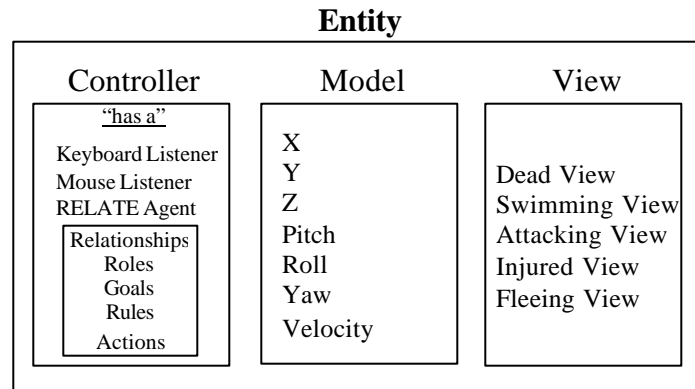 Entity
Controller
"has a"
Keyboard Listener
Mouse Listener
RELATE Agent
Relationships
Roles
Goals
Rules
Actions
Model
X
Y
Z
Pitch
Roll
Yaw
Velocity
View
Dead View
Swimming View
Attacking View
Injured View
Fleeing View